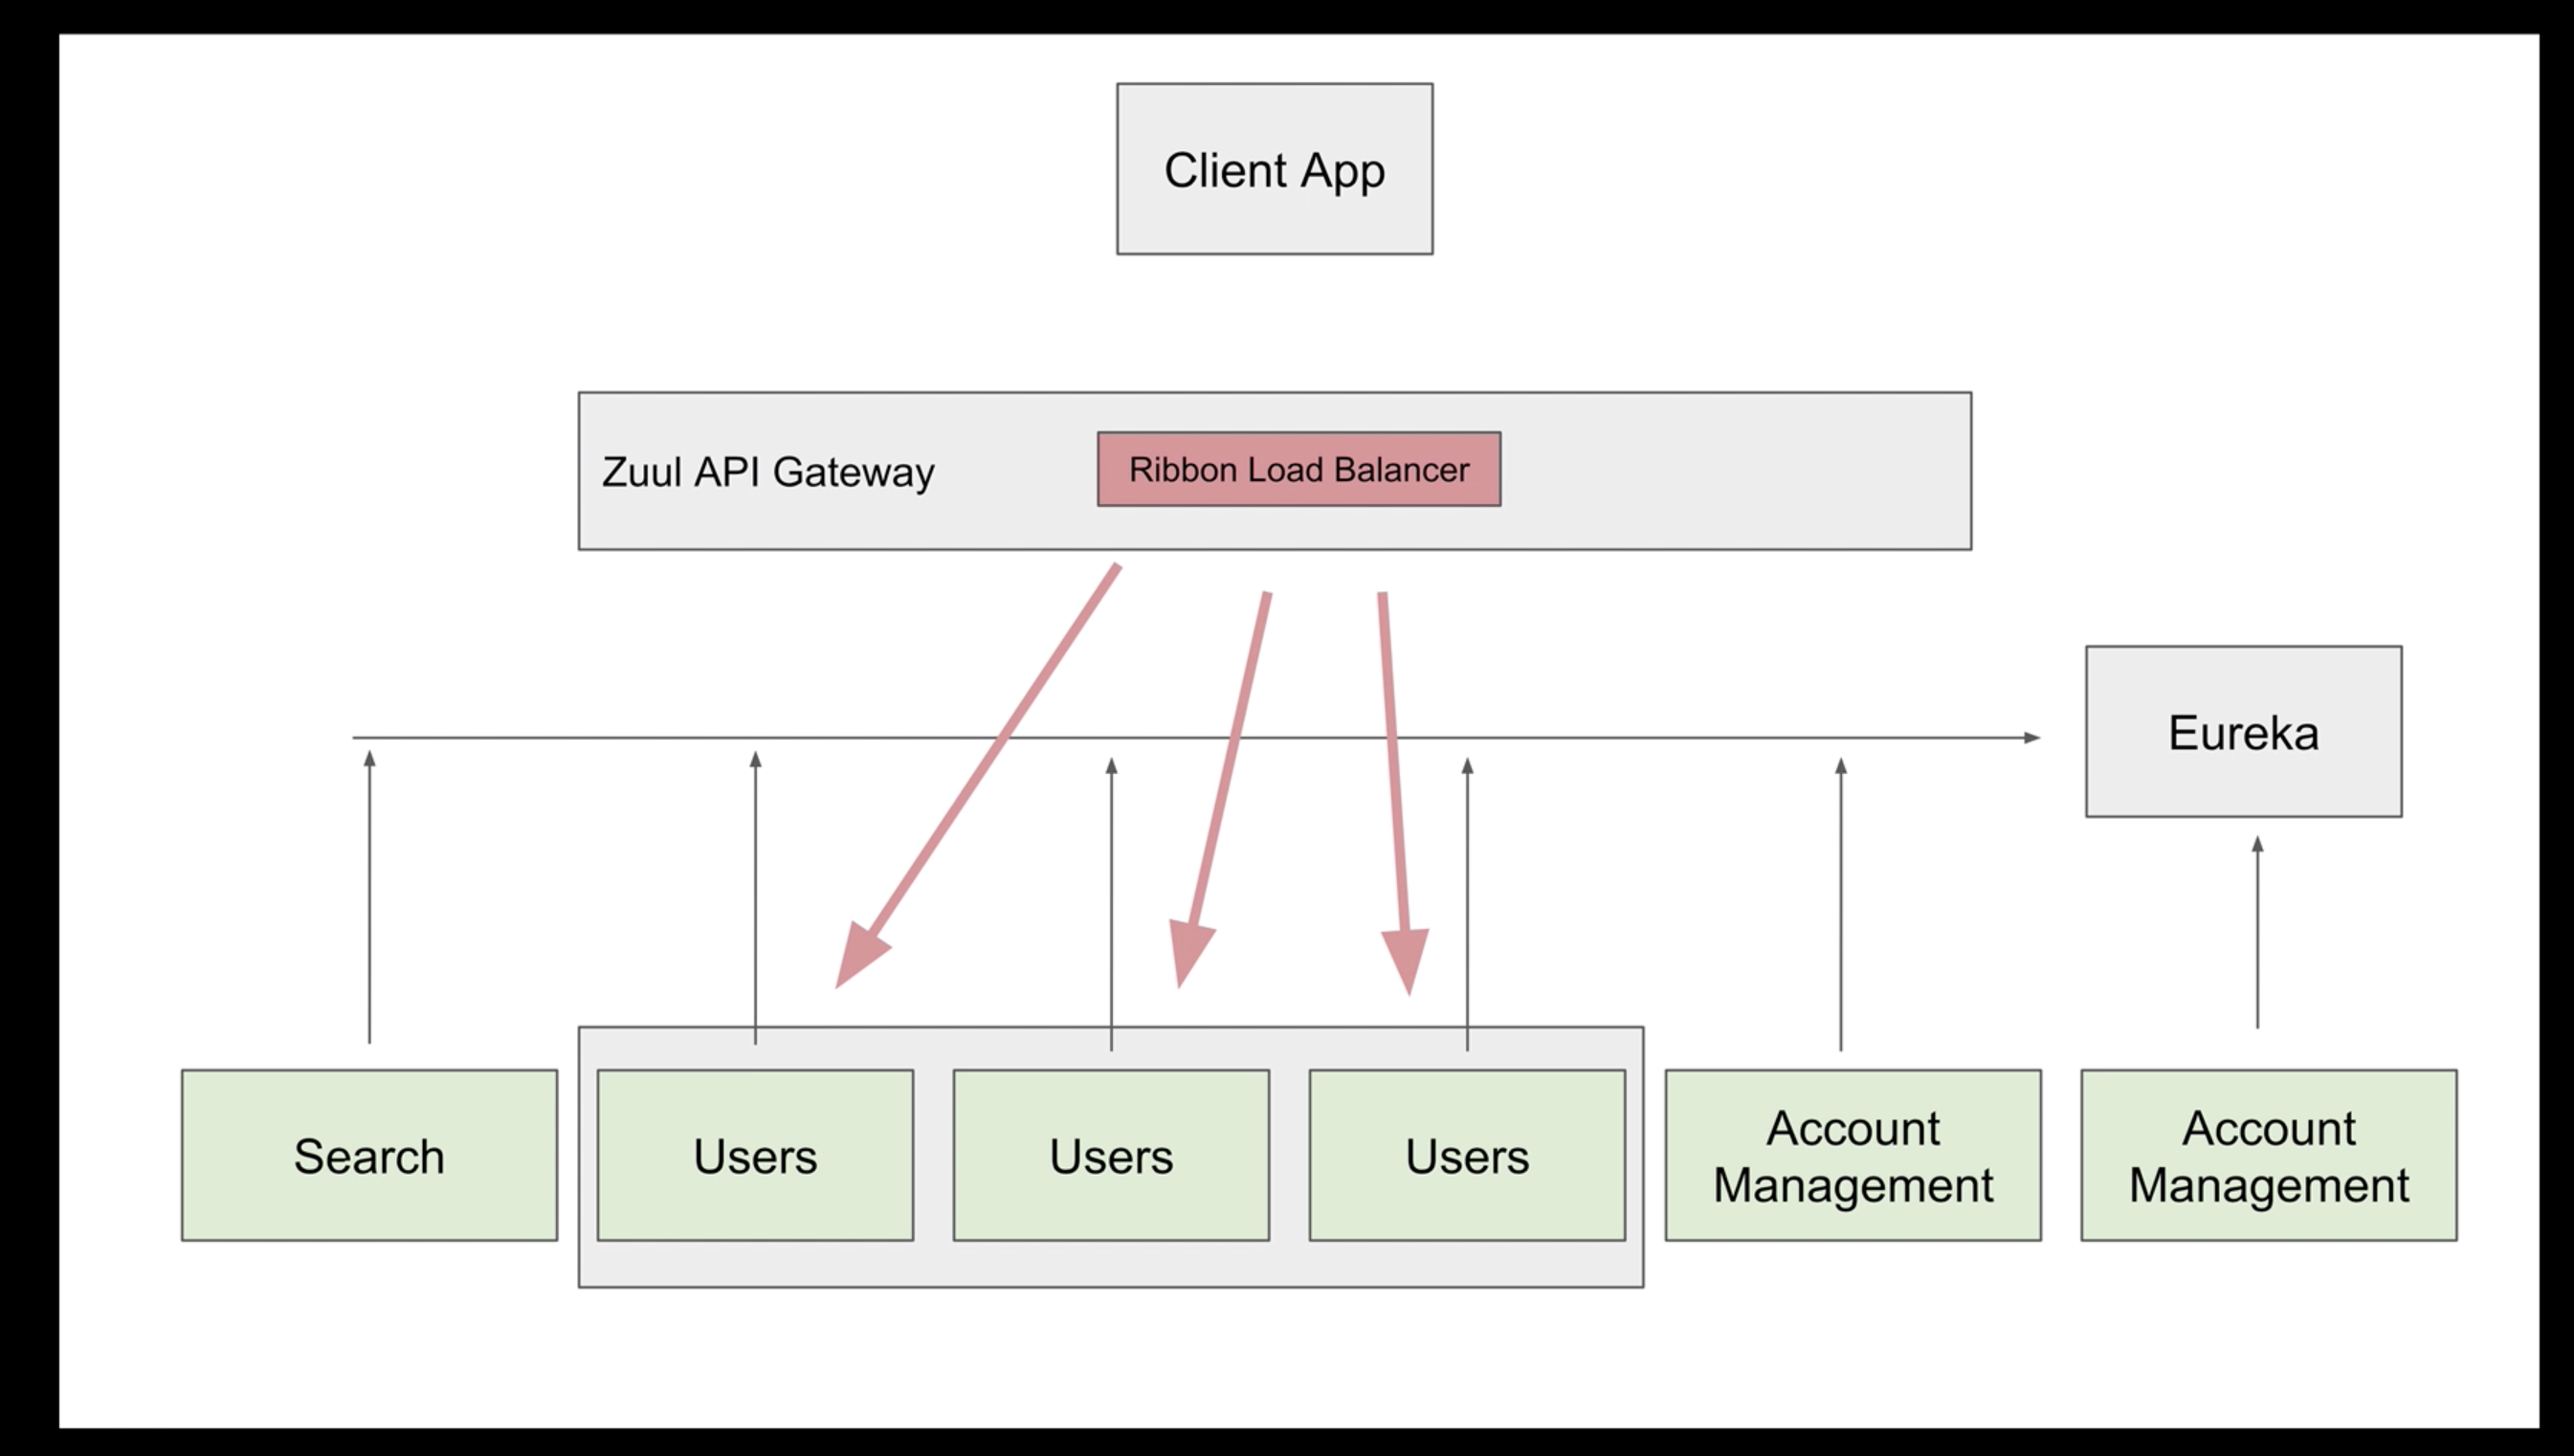 Client App
Zuul API Gateway
Ribbon Load Balancer
Eureka
Search
Users
Users
Users
Account
Management
Account
Management